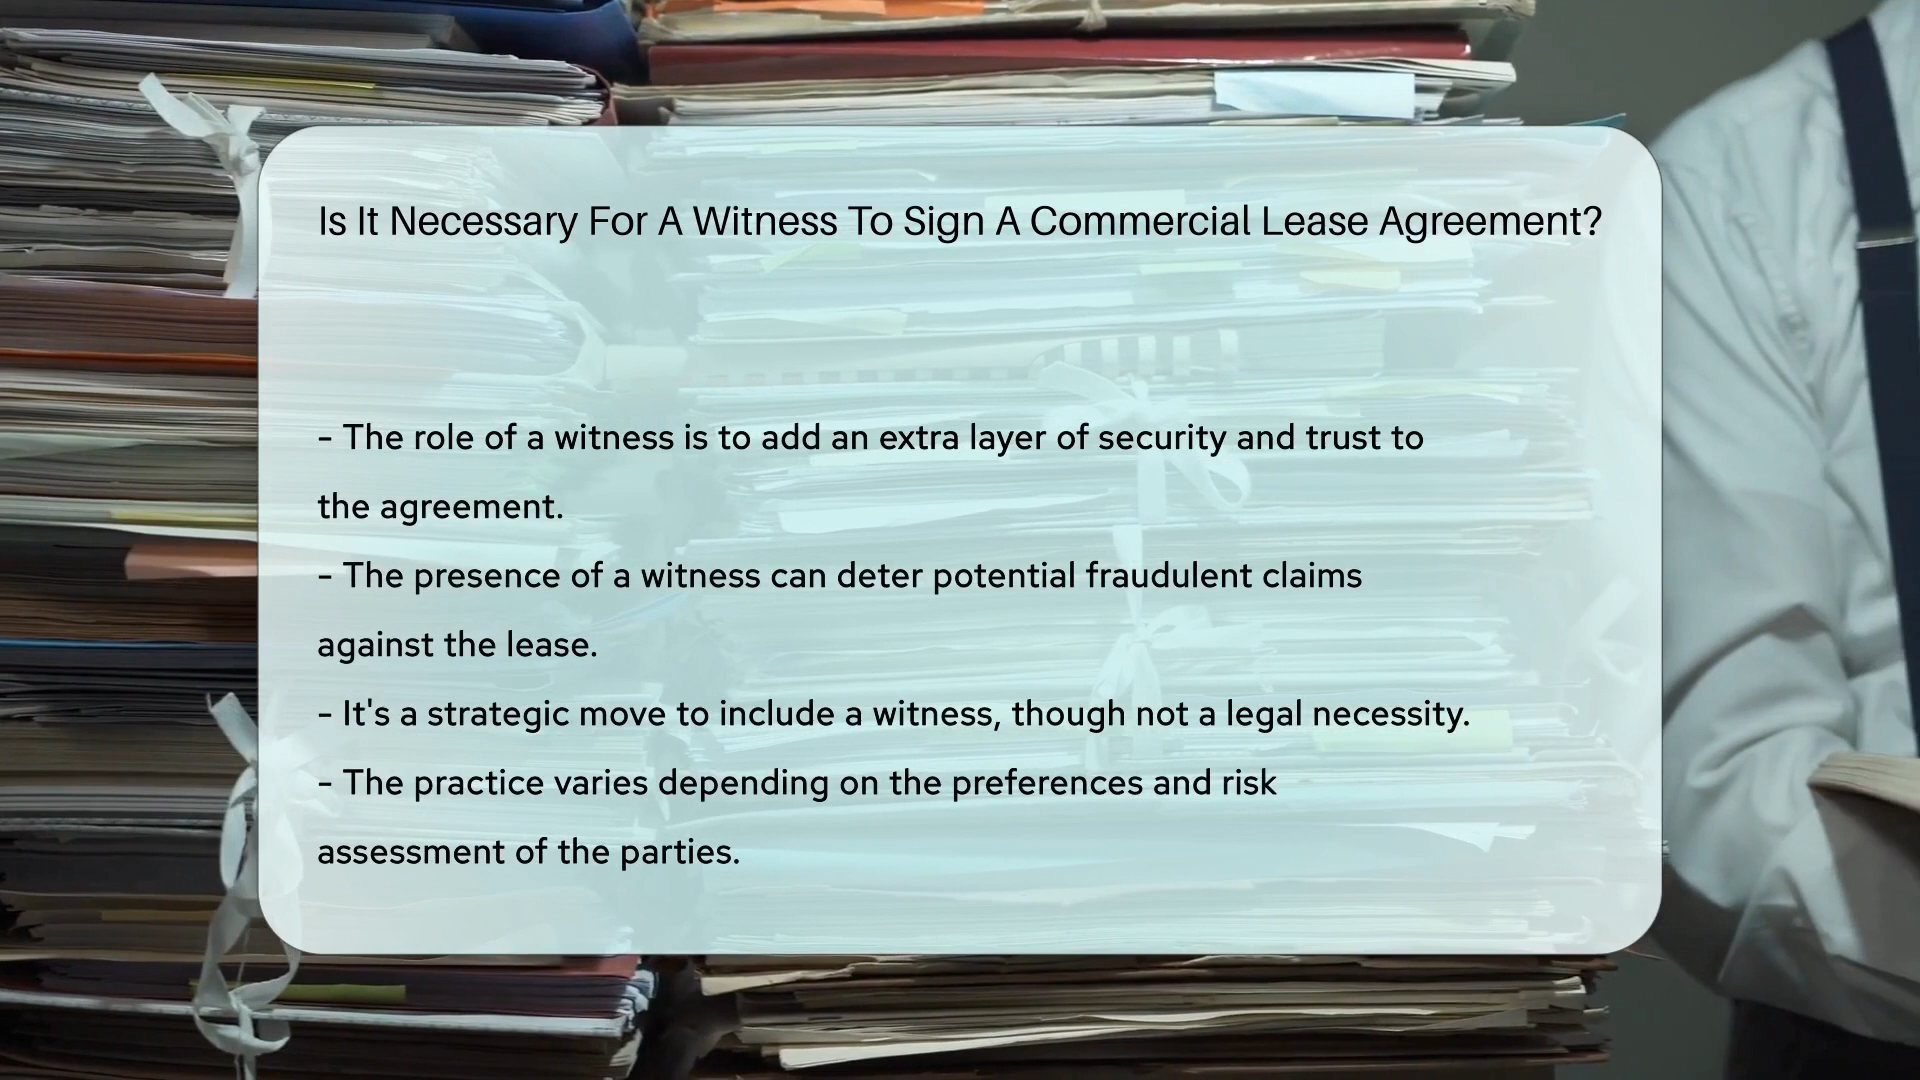 Is It Necessary For A Witness To Sign A Commercial Lease Agreement?
- The role of a witness is to add an extra layer of security and trust to
the agreement.
- The presence of a witness can deter potential fraudulent claims
against the lease.
- It's a strategic move to include a witness, though not a legal necessity.
- The practice varies depending on the preferences and risk
assessment of the parties.